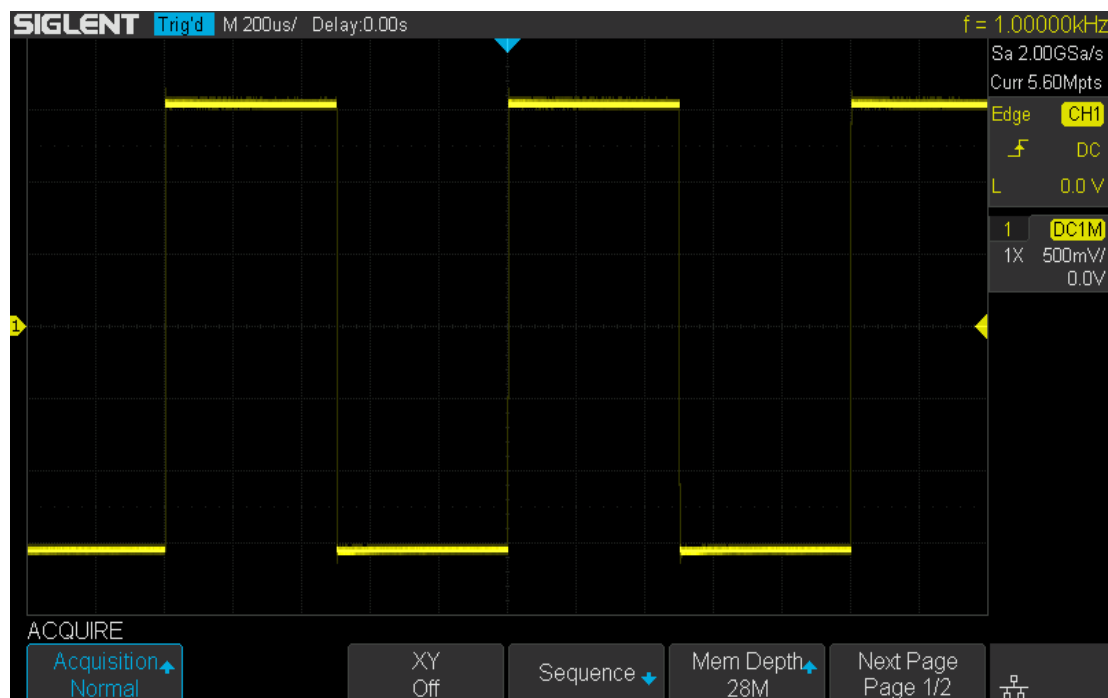 SIGLENT Trig'd M 200us/ Delay:0.00s f = 1.00000kHz
Sa 2.00GSa/s
Curr 5.60Mpts
Edge CH1
DC
L 0.0 V
1 DC1M
1X 500mV/
0.0V
1
ACQUIRE
Acquisition
Normal
XY
Off
Sequence
Mem Depth
28M
Next Page
Page 1/2